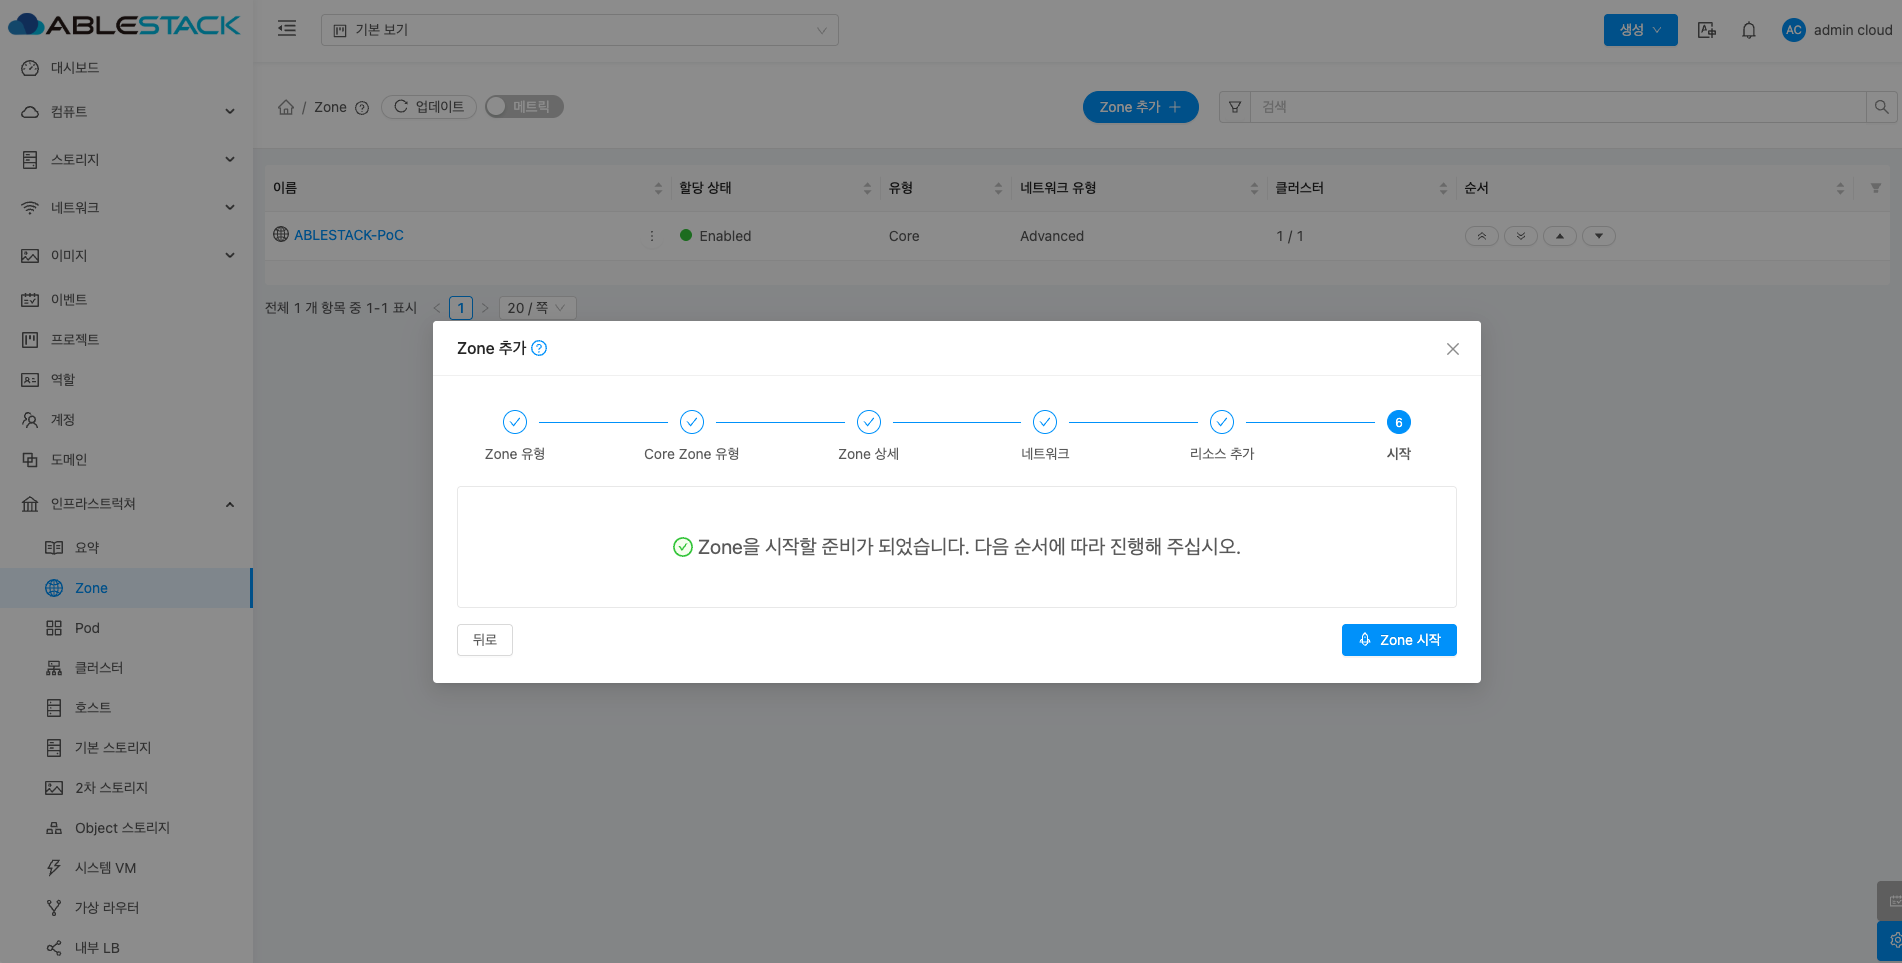 ABLESTACK
기본 보기
생성
AC
admin cloud
대시보드
컴퓨트
스토리지
네트워크
이미지
이벤트
프로젝트
역할
계정
도메인
인프라스트럭쳐
요약
Zone
Pod
클러스터
호스트
기본 스토리지
2차 스토리지
Object 스토리지
시스템 VM
가상 라우터
내부 LB
/ Zone
업데이트
메트릭
Zone 추가
검색
이름 할당 상태 유형 네트워크 유형 클러스터 순서
ABLESTACK-PoC Enabled Core Advanced 1 / 1
전체 1 개 항목 중 1-1 표시 1 20 / 쪽
Zone 추가
6
Zone 유형 Core Zone 유형 Zone 상세 네트워크 리소스 추가 시작
Zone을 시작할 준비가 되었습니다. 다음 순서에 따라 진행해 주십시오.
뒤로
Zone 시작